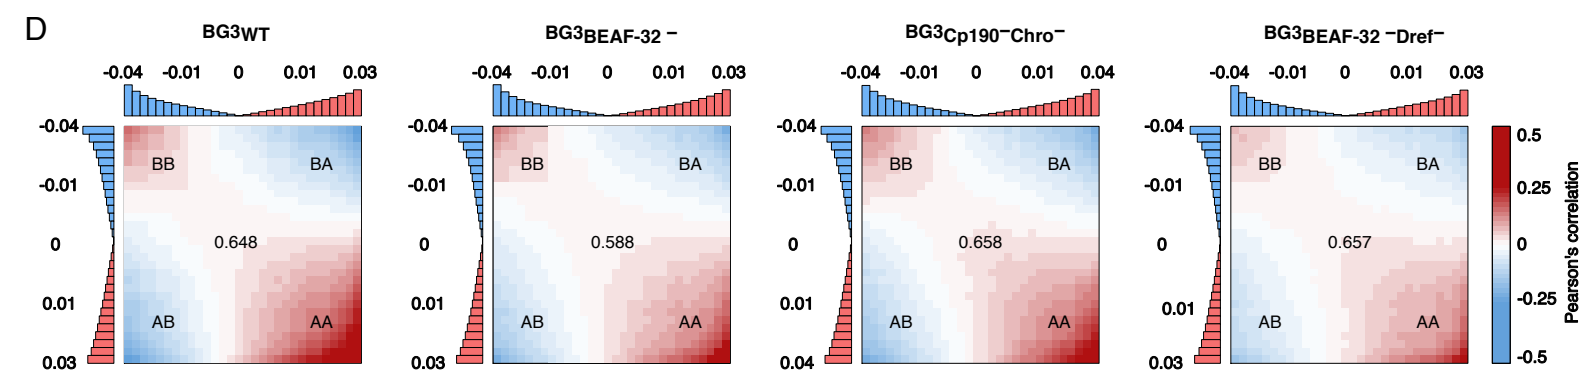 D
BG3WT
BG3BEAF-32 −
BG3Cp190−Chro−
BG3BEAF-32 −Dref−
-0.04 -0.01 0 0.01 0.03
-0.04 -0.01 0 0.01 0.03
-0.04 -0.01 0 0.01 0.04
-0.04 -0.01 0 0.01 0.03
-0.04
-0.01
0
0.01
0.03
BB
BA
0.648
AB
AA
-0.04
-0.01
0
0.01
0.03
BB
BA
0.588
AB
AA
-0.04
-0.01
0
0.01
0.04
BB
BA
0.658
AB
AA
-0.04
-0.01
0
0.01
0.03
BB
BA
0.657
AB
AA
0.5
0.25
0
-0.25
-0.5
Pearson's correlation